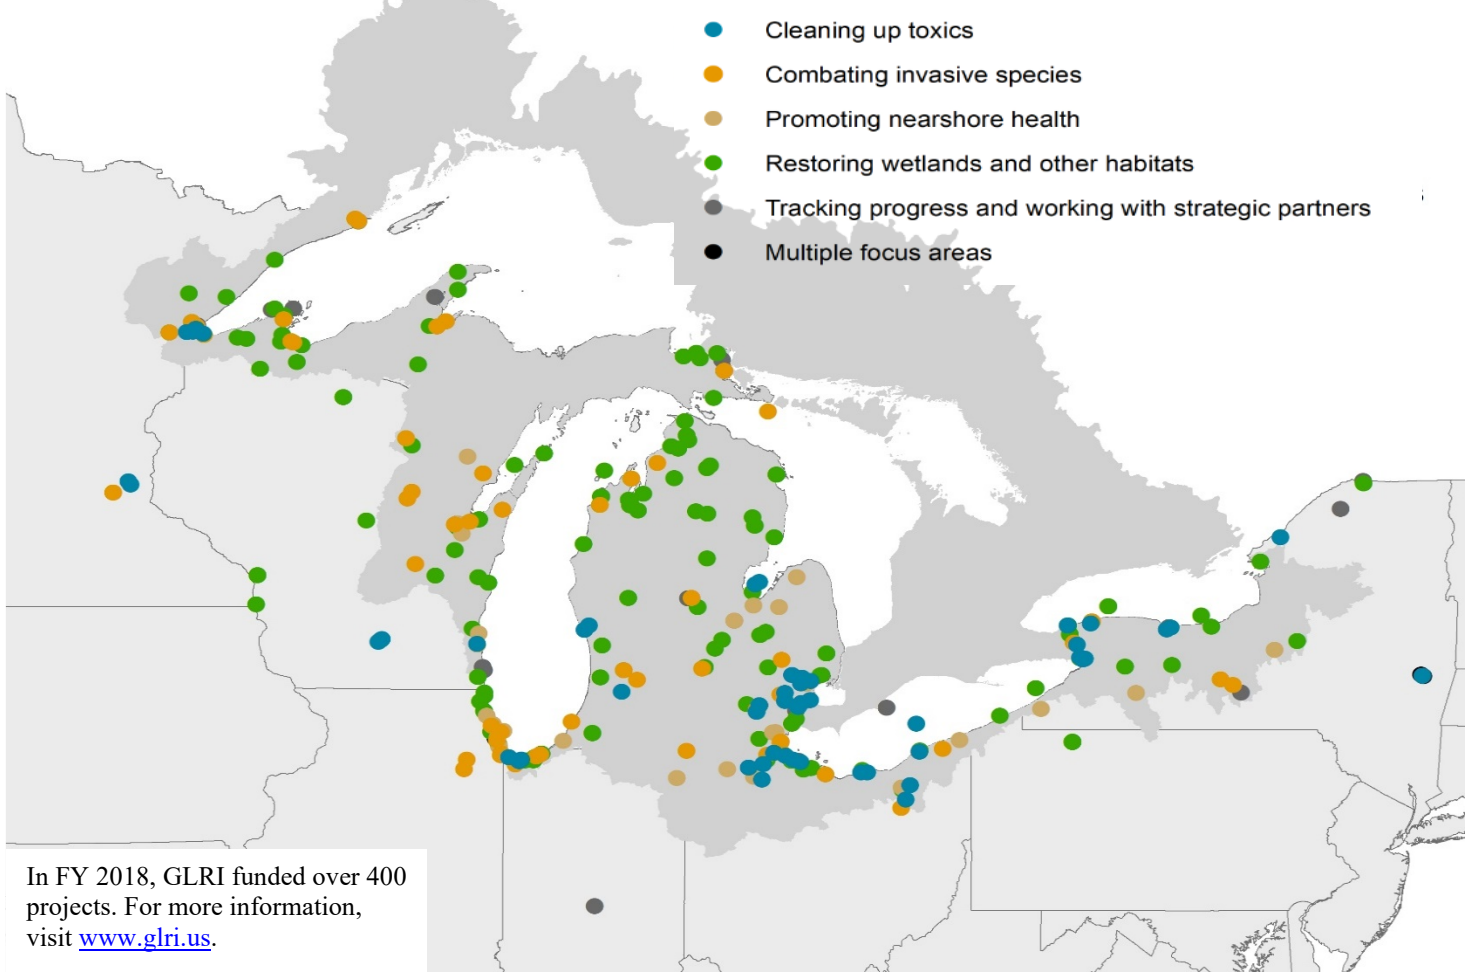 Cleaning up toxics
Combating invasive species
Promoting nearshore health
Restoring wetlands and other habitats
Tracking progress and working with strategic partners
Multiple focus areas
In FY 2018, GLRI funded over 400
projects. For more information,
visit www.glri.us.